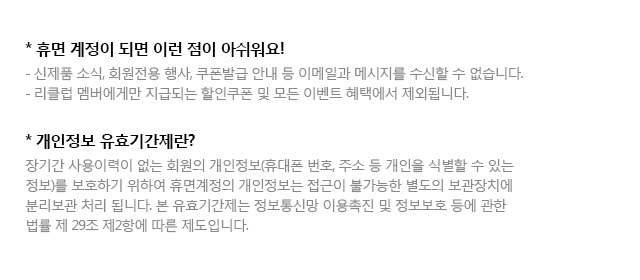 * 휴면 계정이 되면 이런 점이 아쉬워요!
- 신제품 소식, 회원전용 행사, 쿠폰발급 안내 등 이메일과 메시지를 수신할 수 없습니다.
- 리클럽 멤버에게만 지급되는 할인쿠폰 및 모든 이벤트 혜택에서 제외됩니다.
* 개인정보 유효기간제란?
장기간 사용이력이 없는 회원의 개인정보(휴대폰 번호, 주소 등 개인을 식별할 수 있는
정보)를 보호하기 위하여 휴면계정의 개인정보는 접근이 불가능한 별도의 보관장치에
분리보관 처리 됩니다. 본 유효기간제는 정보통신망 이용촉진 및 정보보호 등에 관한
법률 제 29조 제2항에 따른 제도입니다.